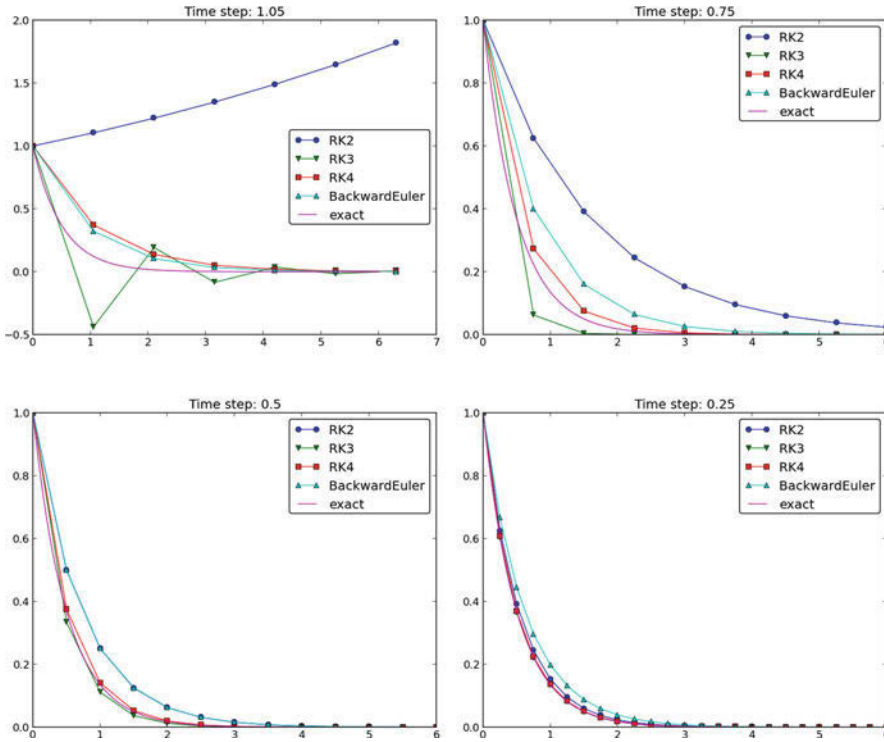 Time step: 1.05
2.0
1.5
1.0
0.5
0.0
−0.5
0 1 2 3 4 5 6 7
RK2
RK3
RK4
BackwardEuler
exact
Time step: 0.75
1.0
0.8
0.6
0.4
0.2
0.0
0 1 2 3 4 5
RK2
RK3
RK4
BackwardEuler
exact
Time step: 0.5
1.0
0.8
0.6
0.4
0.2
0.0
0 1 2 3 4 5 6
RK2
RK3
RK4
BackwardEuler
exact
Time step: 0.25
1.0
0.8
0.6
0.4
0.2
0.0
0 1 2 3 4 5
RK2
RK3
RK4
BackwardEuler
exact